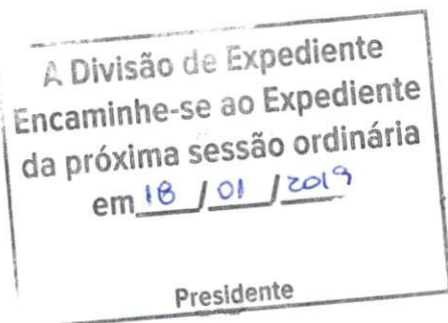 A Divisão de Expediente
Encaminhe-se ao Expediente
da próxima sessão ordinária
em 18 / 01 / 2019
Presidente